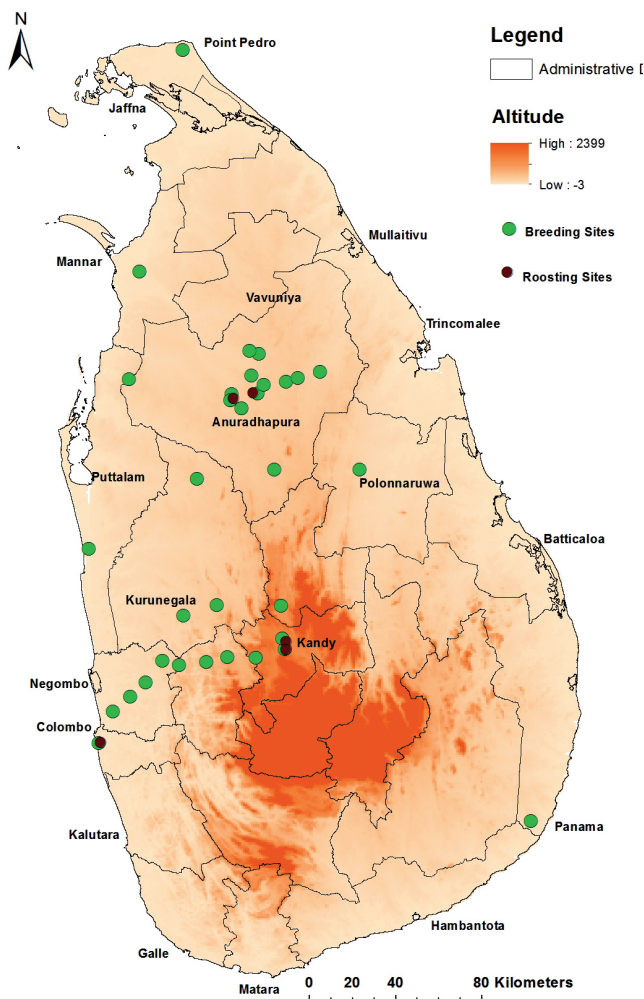 N
Point Pedro
Legend
Administrative D
Jaffna
Altitude
High : 2399
Low : -3
Breeding Sites
Mullaitivu
Mannar
Roosting Sites
Vavuniya
Trincomalee
Anuradhapura
Puttalam
Polonnaruwa
Batticaloa
Kurunegala
Kandy
Negombo
Colombo
Kalutara
Panama
Hambantota
Galle
Matara
0 20 40 80 Kilometers